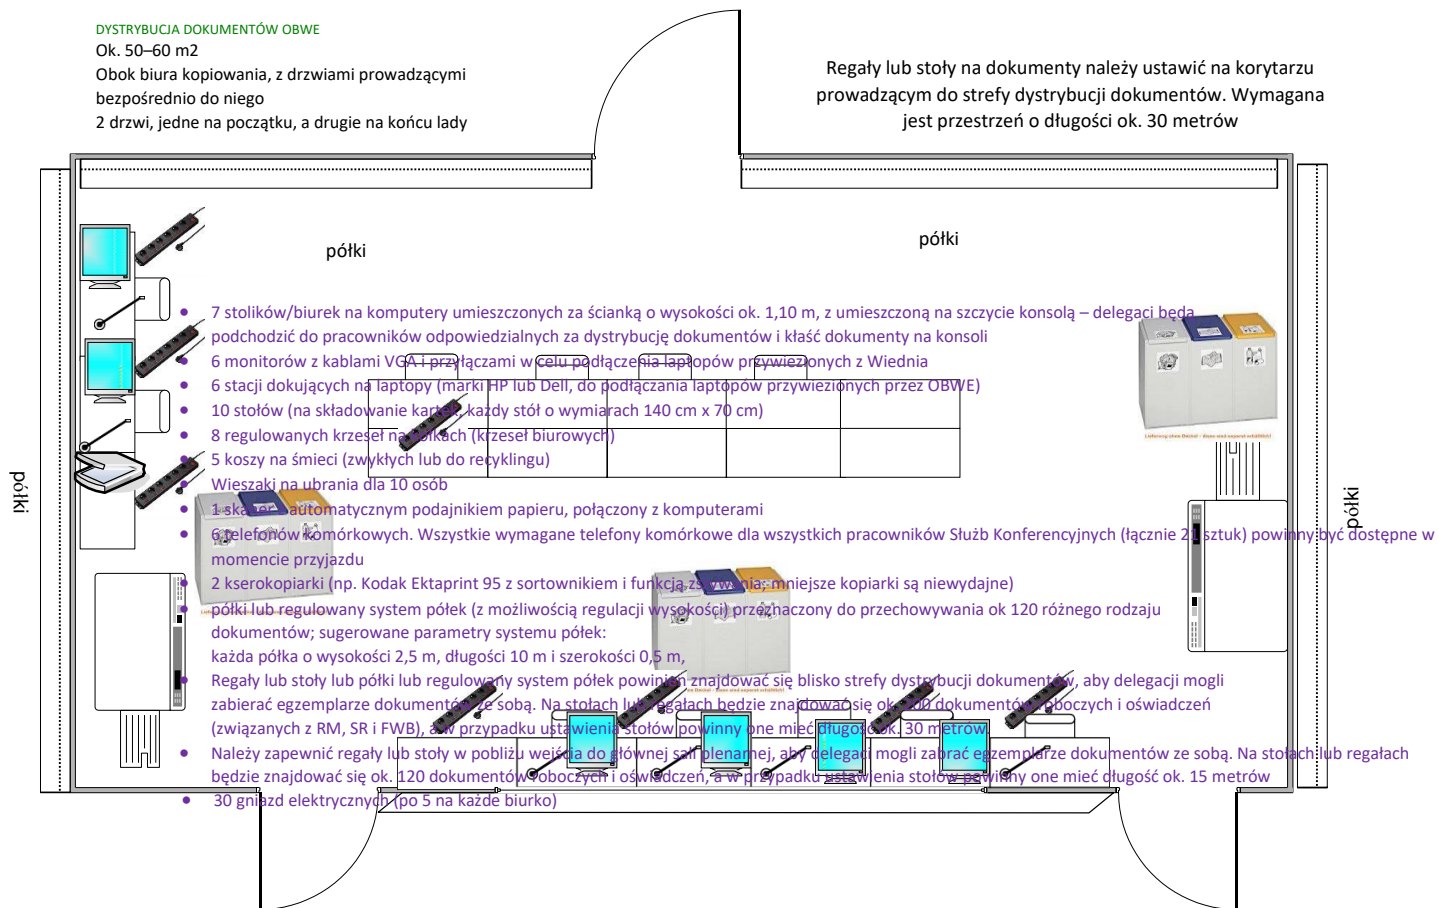 DYSTRYBUCJA DOKUMENTÓW OBWE
Ok. 50–60 m2
Obok biura kopiowania, z drzwiami prowadzącymi
bezpośrednio do niego
2 drzwi, jedne na początku, a drugie na końcu lady
Regały lub stoły na dokumenty należy ustawić na korytarzu
prowadzącym do strefy dystrybucji dokumentów. Wymagana
jest przestrzeń o długości ok. 30 metrów
półki
półki
półki
półki
• 7 stolików/biurek na komputery umieszczonych za ścianką o wysokości ok. 1,10 m, z umieszczoną na szczycie konsolą – delegaci będą
podchodzić do pracowników odpowiedzialnych za dystrybucję dokumentów i kłaść dokumenty na konsoli
• 6 monitorów z kablami VGA i przyłączami w celu podłączenia laptopów przywiezionych z Wiednia
• 6 stacji dokujących na laptopy (marki HP lub Dell, do podłączania laptopów przywiezionych przez OBWE)
• 10 stołów (na składowanie kartek, każdy stół o wymiarach 140 cm x 70 cm)
• 8 regulowanych krzeseł na kółkach (krzeseł biurowych)
• 5 koszy na śmieci (zwykłych lub do recyklingu)
• Wieszaki na ubrania dla 10 osób
• 1 skaner z automatycznym podajnikiem papieru, połączony z komputerami
• 6 telefonów komórkowych. Wszystkie wymagane telefony komórkowe dla wszystkich pracowników Służb Konferencyjnych (łącznie 21 sztuk) powinny być dostępne w
momencie przyjazdu
• 2 kserokopiarki (np. Kodak Ektaprint 95 z sortownikiem i funkcją zszywania; mniejsze kopiarki są niewydajne)
• półki lub regulowany system półek (z możliwością regulacji wysokości) przeznaczony do przechowywania ok 120 różnego rodzaju
dokumentów; sugerowane parametry systemu półek:
każda półka o wysokości 2,5 m, długości 10 m i szerokości 0,5 m,
• Regały lub stoły lub półki lub regulowany system półek powinien znajdować się blisko strefy dystrybucji dokumentów, aby delegacji mogli
zabierać egzemplarze dokumentów ze sobą. Na stołach lub regałach będzie znajdować się ok. dokumentów roboczych i oświadczeń
(związanych z RM, SR i FWB), a w przypadku ustawienia stołów powinny one mieć długość ok. 30 metrów.
• Należy zapewnić regały lub stoły w pobliżu wejścia do głównej sali plenarnej, aby delegaci mogli zabrać egzemplarze dokumentów ze sobą. Na stołach lub regałach
będzie znajdować się ok. 120 dokumentów roboczych i oświadczeń, a w przypadku ustawienia stołów powinny one mieć długość ok. 15 metrów
• 30 gniazd elektrycznych (po 5 na każde biurko)